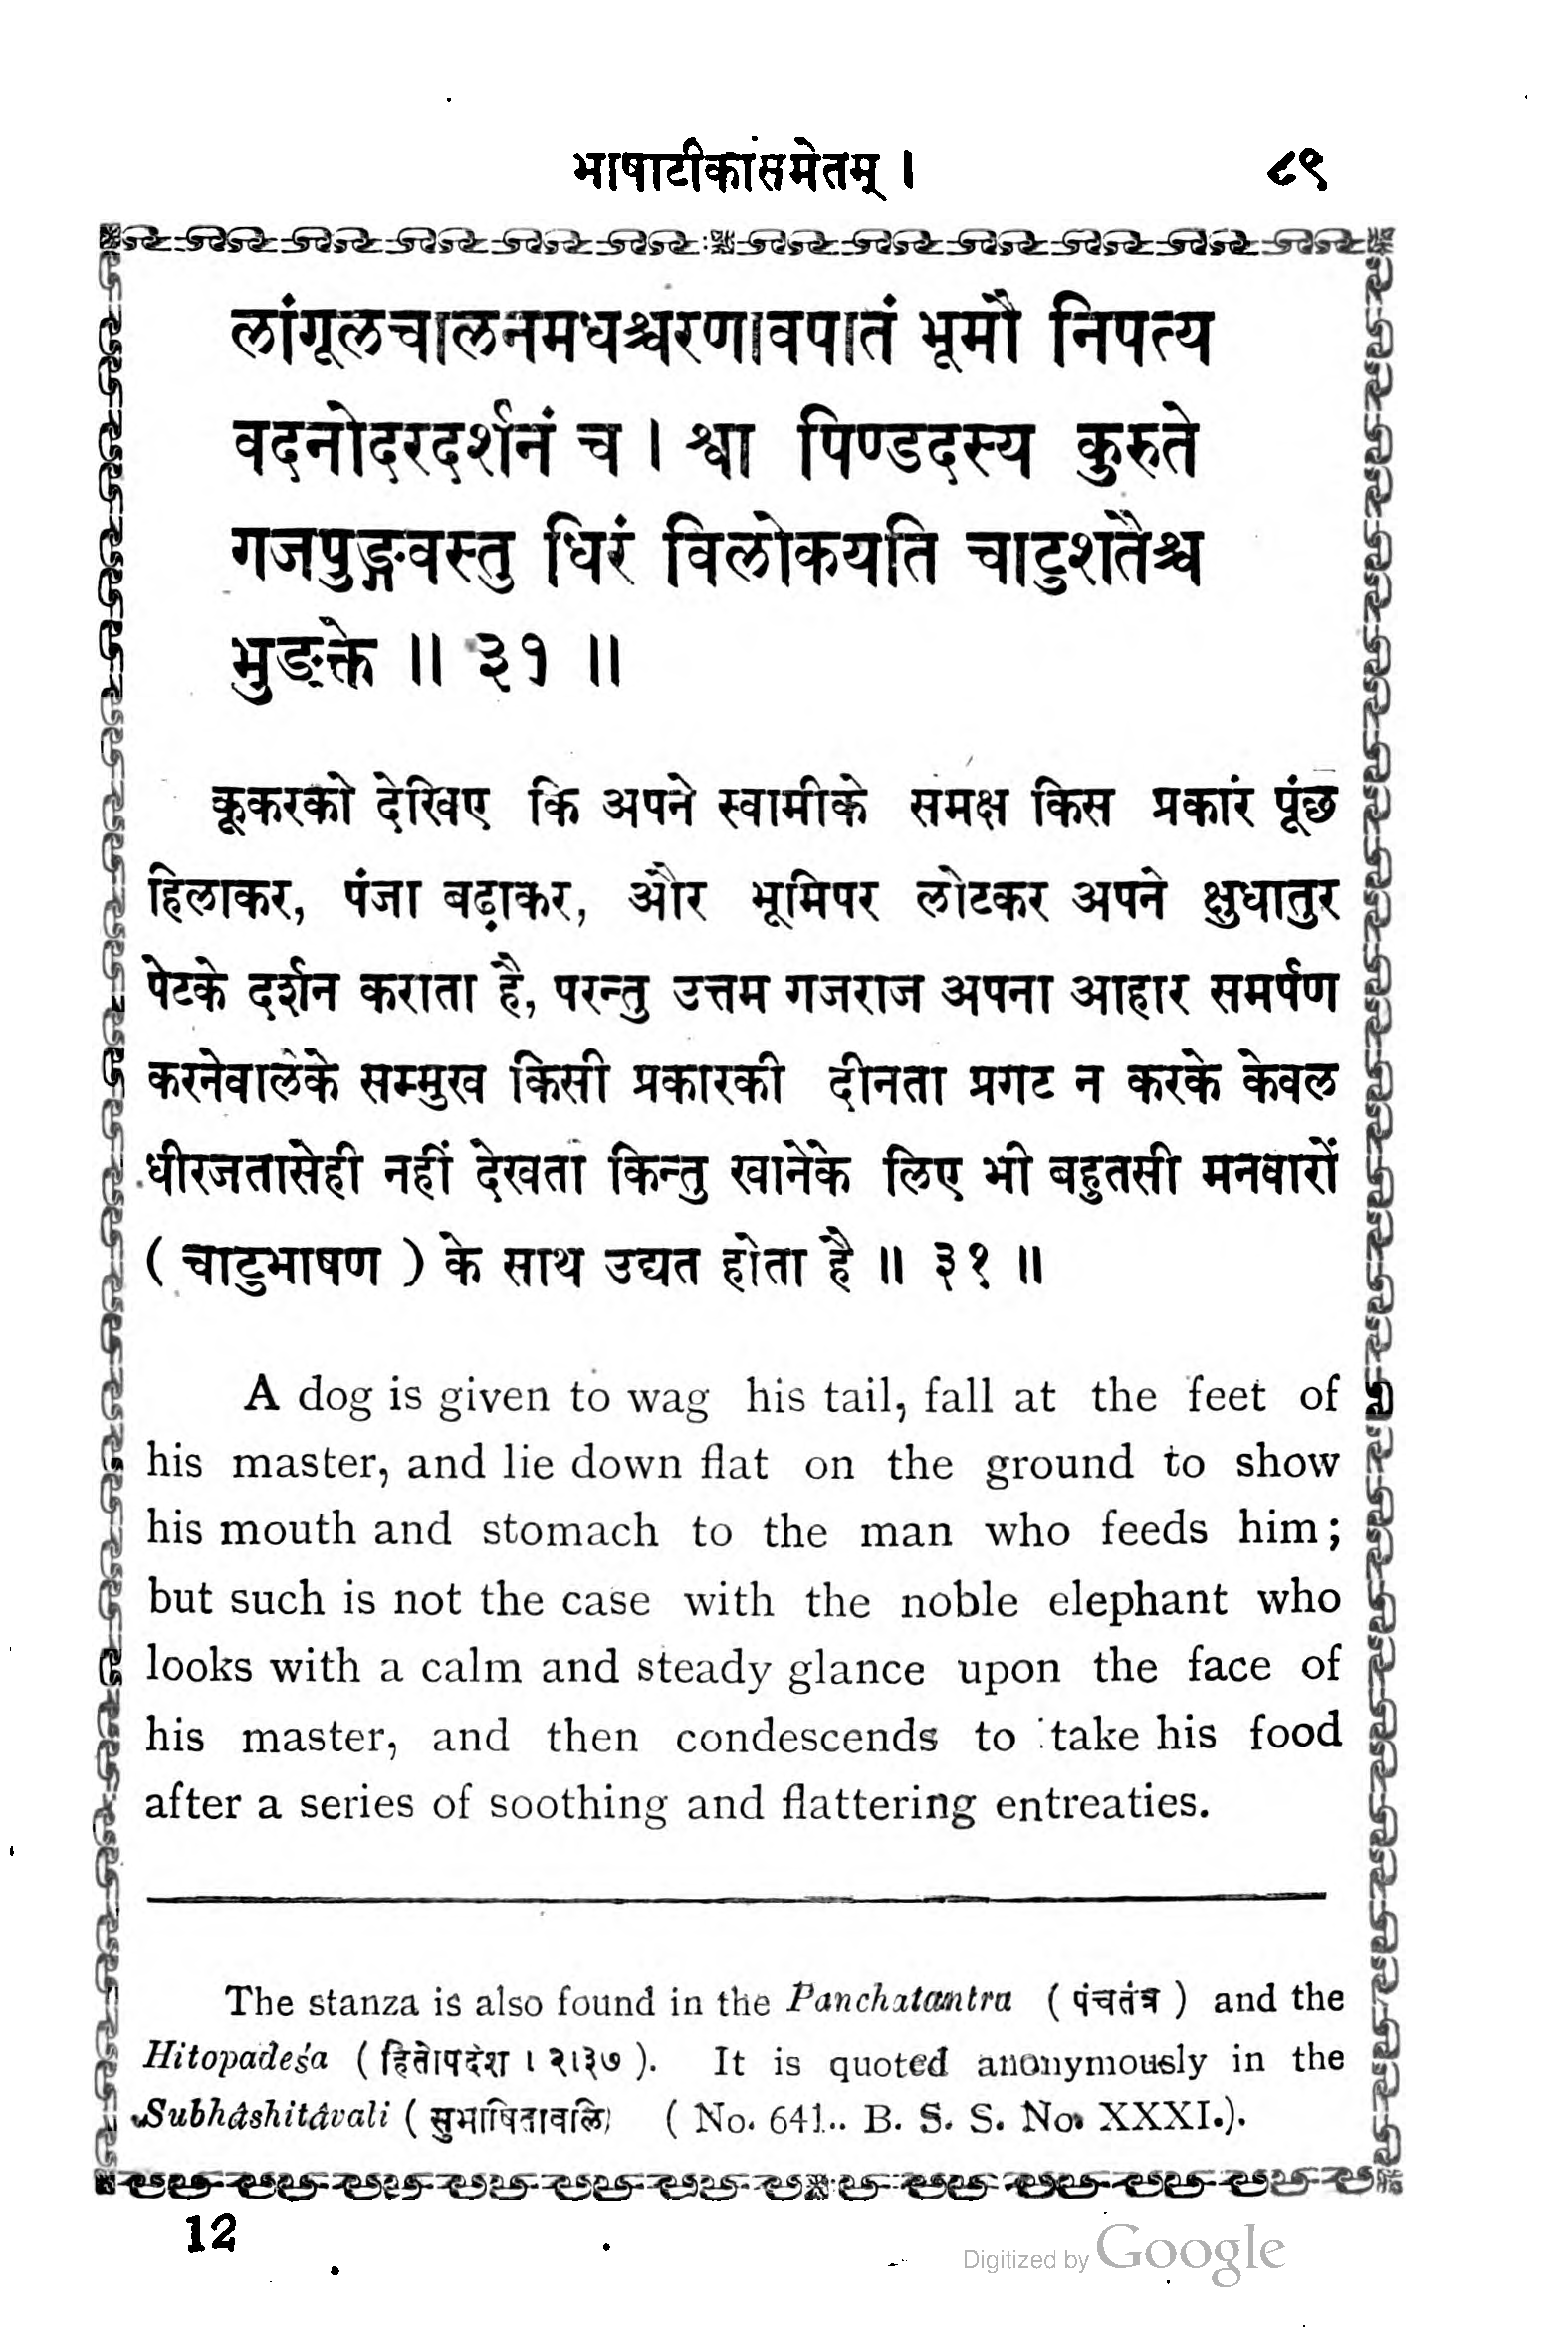 भाषाटीकासमेतम् । ८९
लांगूलचालनमधश्चरणावपातं भूमौ निपत्य
वदनोदरदर्शनं च । श्वा पिण्डदस्य कुरुते
गजपुङ्गवस्तु धिरं विलोकयति चाटुशतैश्च
भुङ्क्ते ॥ ३१ ॥
कूकरको देखिए कि अपने स्वामीके समक्ष किस प्रकार पूंछ
हिलाकर, पंजा बढ़ाकर, और भूमिपर लोटकर अपने क्षुधातुर
पेटके दर्शन कराता है, परन्तु उत्तम गजराज अपना आहार समर्पण
करनेवालेके सम्मुख किसी प्रकारकी दीनता प्रगट न करके केवल
धीरजतासेही नहीं देखता किन्तु खानेके लिए भी बहुतसी मनवारों
( चाटुभाषण ) के साथ उद्यत होता है ॥ ३१ ॥
A dog is given to wag his tail, fall at the feet of
his master, and lie down flat on the ground to show
his mouth and stomach to the man who feeds him;
but such is not the case with the noble elephant who
looks with a calm and steady glance upon the face of
his master, and then condescends to take his food
after a series of soothing and flattering entreaties.
The stanza is also found in the Panchatantra ( पंचतंत्र ) and the
Hitopadeśa ( हितोपदेश । २।३७ ). It is quoted anonymously in the
Subhâshitâvali ( सुभाषितावलि) ( No. 641.. B. S. S. No. XXXI.).
12
Digitized by Google